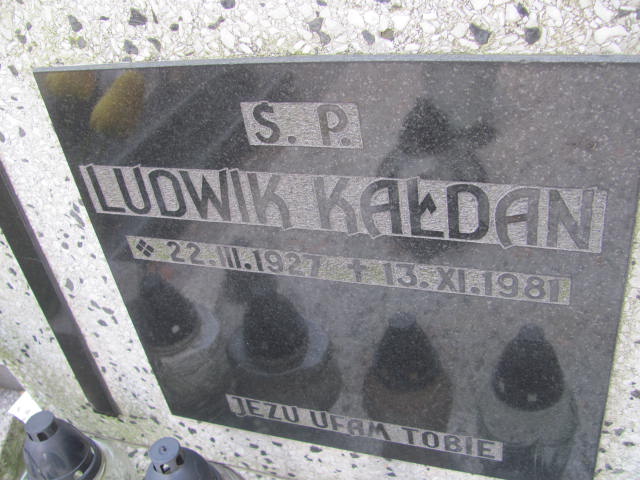 Ś. P.
LUDWIK KAŁDAN
22.III.1927 † 13.XI.1981
JEZU UFAM TOBIE